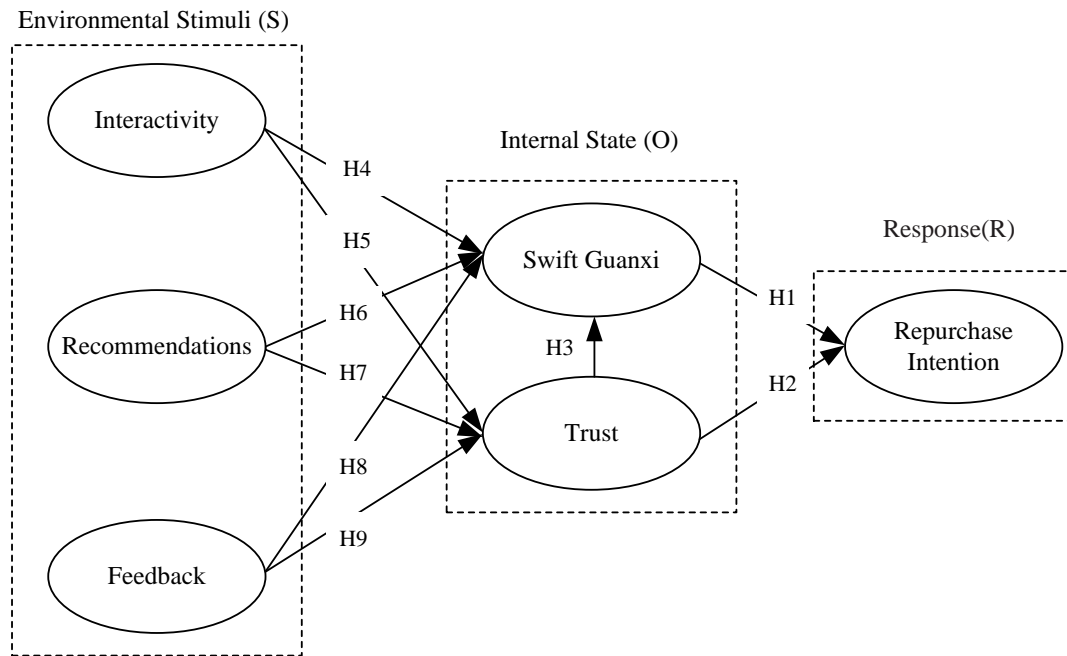 Environmental Stimuli (S)
Interactivity
Recommendations
Feedback
H4
H5
H6
H7
H8
H9
Internal State (O)
Swift Guanxi
H3
Trust
H1
H2
Response(R)
Repurchase
Intention